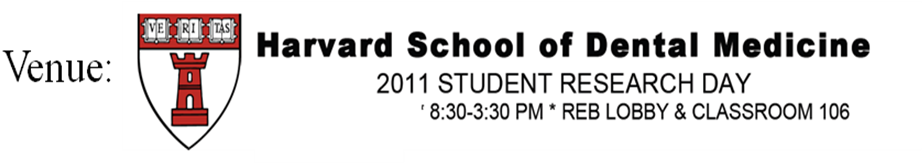 Venue:
VE RI TAS
Harvard School of Dental Medicine
2011 STUDENT RESEARCH DAY
8:30-3:30 PM * REB LOBBY & CLASSROOM 106